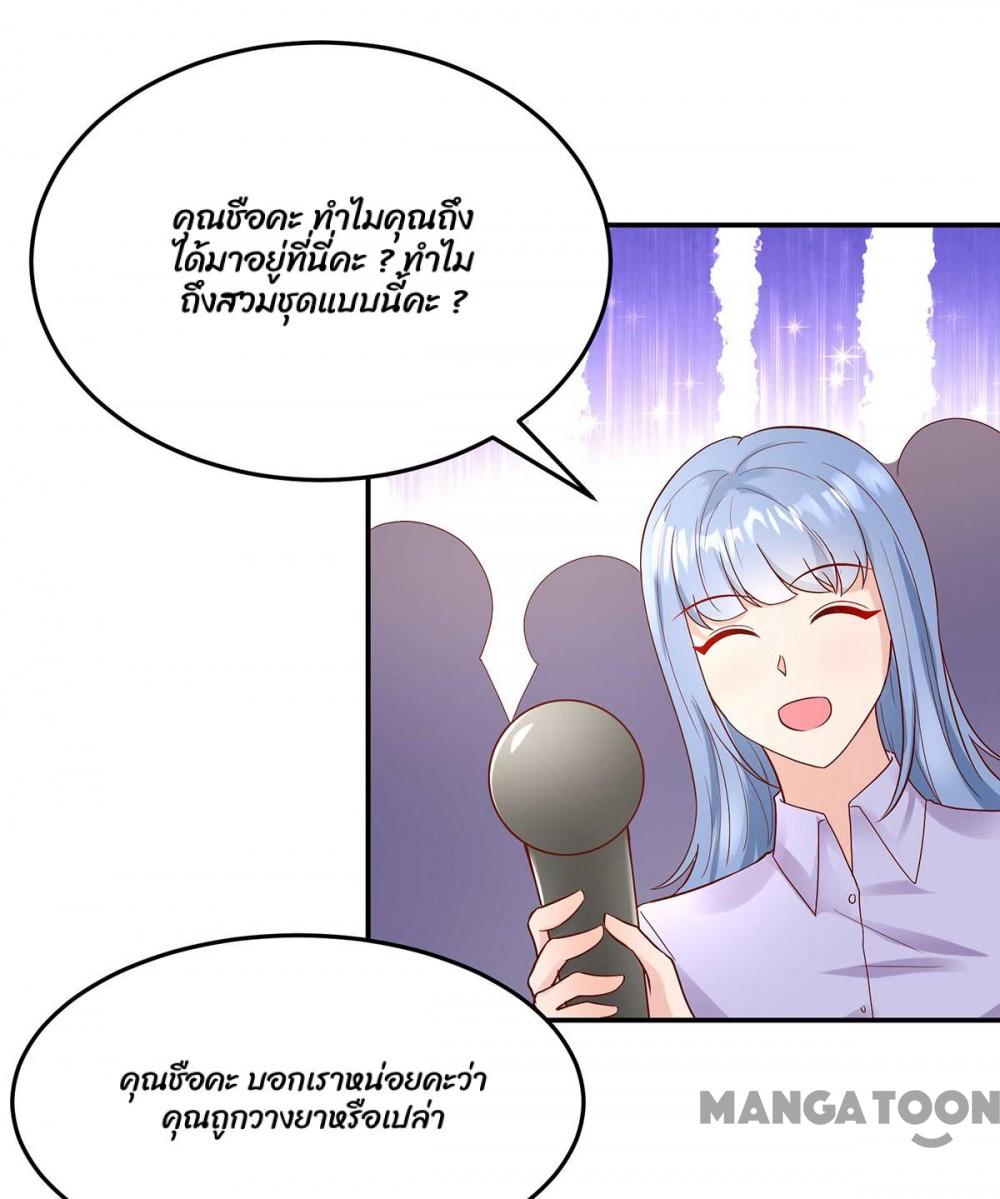 คุณชือคะ ทำไมคุณถึง
ได้มาอยู่ที่นี่คะ ? ทำไม
ถึงสวมชุดแบบนี้คะ ?
คุณชือคะ บอกเราหน่อยคะว่า
คุณถูกวางยาหรือเปล่า
MANGATOON